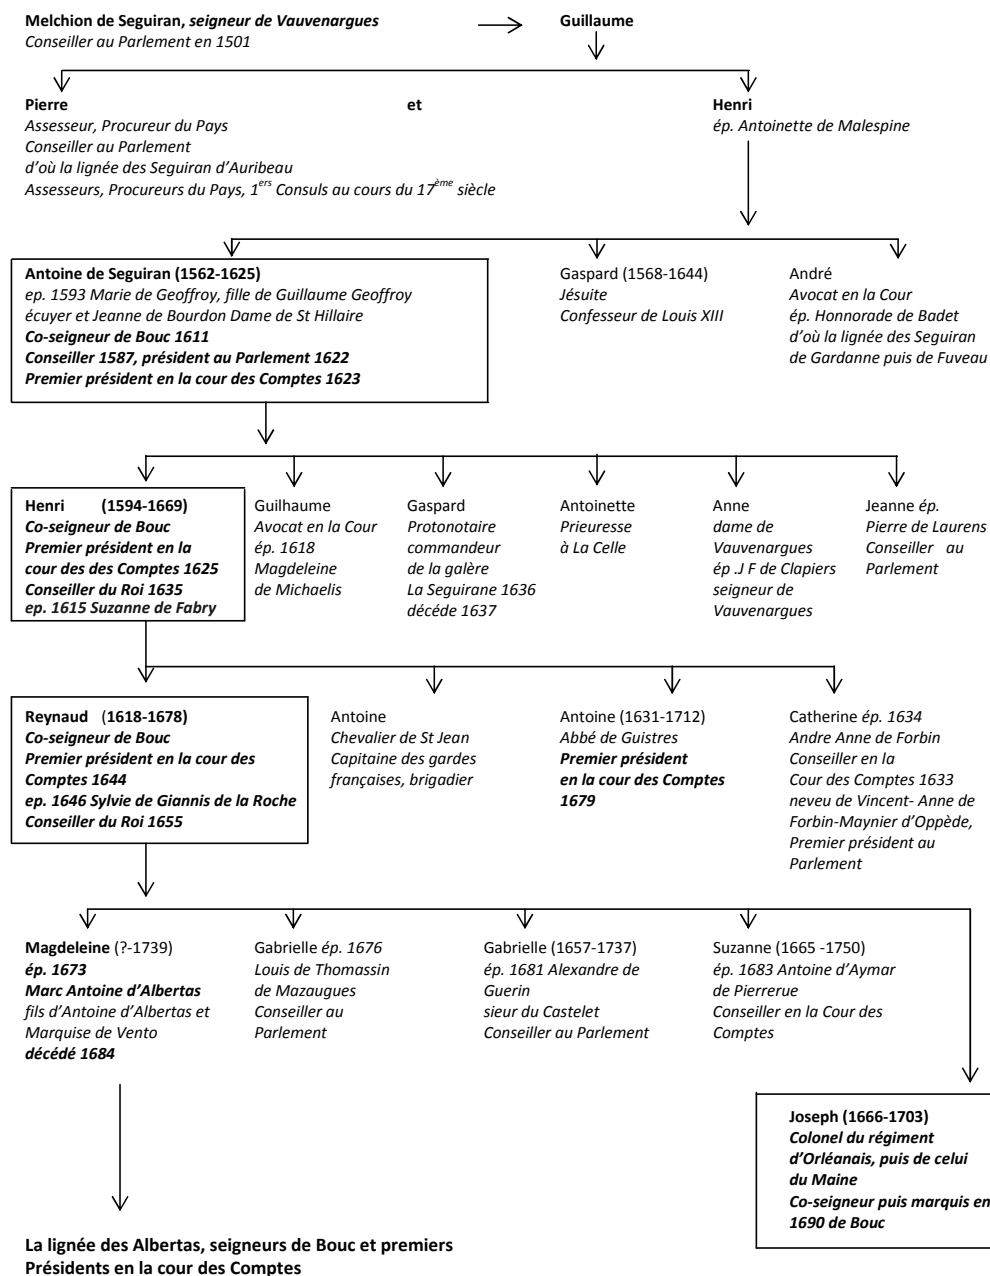 Melchion de Seguiran, seigneur de Vauvenargues
Conseiller au Parlement en 1501
Guillaume
Pierre
Assesseur, Procureur du Pays
Conseiller au Parlement
d'où la lignée des Seguiran d'Auribeau
Assesseurs, Procureurs du Pays, 1ers Consuls au cours du 17ème siècle
et
Henri
ép. Antoinette de Malespine
Antoine de Seguiran (1562-1625)
ep. 1593 Marie de Geoffroy, fille de Guillaume Geoffroy
écuyer et Jeanne de Bourdon Dame de St Hillaire
Co-seigneur de Bouc 1611
Conseiller 1587, président au Parlement 1622
Premier président en la cour des Comptes 1623
Gaspard (1568-1644)
Jésuite
Confesseur de Louis XIII
André
Avocat en la Cour
ép. Honnorade de Badet
d'où la lignée des Seguiran
de Gardanne puis de Fuveau
Henri (1594-1669)
Co-seigneur de Bouc
Premier président en la
cour des des Comptes 1625
Conseiller du Roi 1635
ep. 1615 Suzanne de Fabry
Guilhaume
Avocat en la Cour
ép. 1618
Magdeleine
de Michaelis
Gaspard
Protonotaire
commandeur
de la galère
La Seguirane 1636
décéde 1637
Antoinette
Prieuresse
à La Celle
Anne
dame de
Vauvenargues
ép .J F de Clapiers
seigneur de
Vauvenargues
Jeanne ép.
Pierre de Laurens
Conseiller au
Parlement
Reynaud (1618-1678)
Co-seigneur de Bouc
Premier président en la cour des
Comptes 1644
ep. 1646 Sylvie de Giannis de la Roche
Conseiller du Roi 1655
Antoine
Chevalier de St Jean
Capitaine des gardes
françaises, brigadier
Antoine (1631-1712)
Abbé de Guistres
Premier président
en la cour des Comptes
1679
Catherine ép. 1634
Andre Anne de Forbin
Conseiller en la
Cour des Comptes 1633
neveu de Vincent- Anne de
Forbin-Maynier d'Oppède,
Premier président au
Parlement
Magdeleine (?-1739)
ép. 1673
Marc Antoine d'Albertas
fils d'Antoine d'Albertas et
Marquise de Vento
décédé 1684
Gabrielle ép. 1676
Louis de Thomassin
de Mazaugues
Conseiller au
Parlement
Gabrielle (1657-1737)
ép. 1681 Alexandre de
Guerin
sieur du Castelet
Conseiller au Parlement
Suzanne (1665 -1750)
ép. 1683 Antoine d'Aymar
de Pierrerue
Conseiller en la Cour des
Comptes
Joseph (1666-1703)
Colonel du régiment
d'Orléanais, puis de celui
du Maine
Co-seigneur puis marquis en
1690 de Bouc
La lignée des Albertas, seigneurs de Bouc et premiers
Présidents en la cour des Comptes